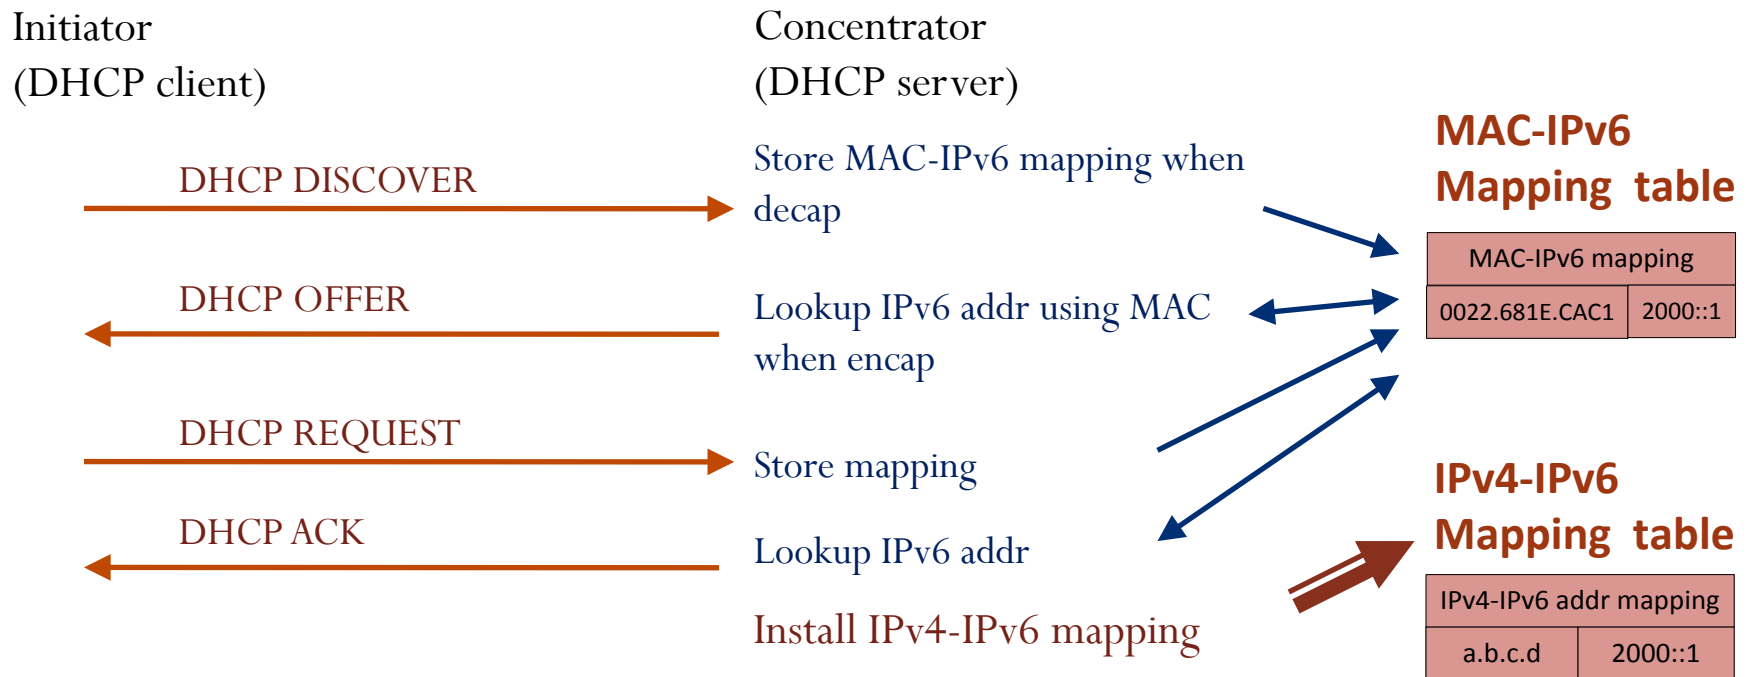 Initiator
(DHCP client)
Concentrator
(DHCP server)
DHCP DISCOVER
Store MAC-IPv6 mapping when
decap
DHCP OFFER
Lookup IPv6 addr using MAC
when encap
DHCP REQUEST
Store mapping
DHCP ACK
Lookup IPv6 addr
Install IPv4-IPv6 mapping
MAC-IPv6
Mapping table
MAC-IPv6 mapping
0022.681E.CAC1 2000::1
IPv4-IPv6
Mapping table
IPv4-IPv6 addr mapping
a.b.c.d 2000::1